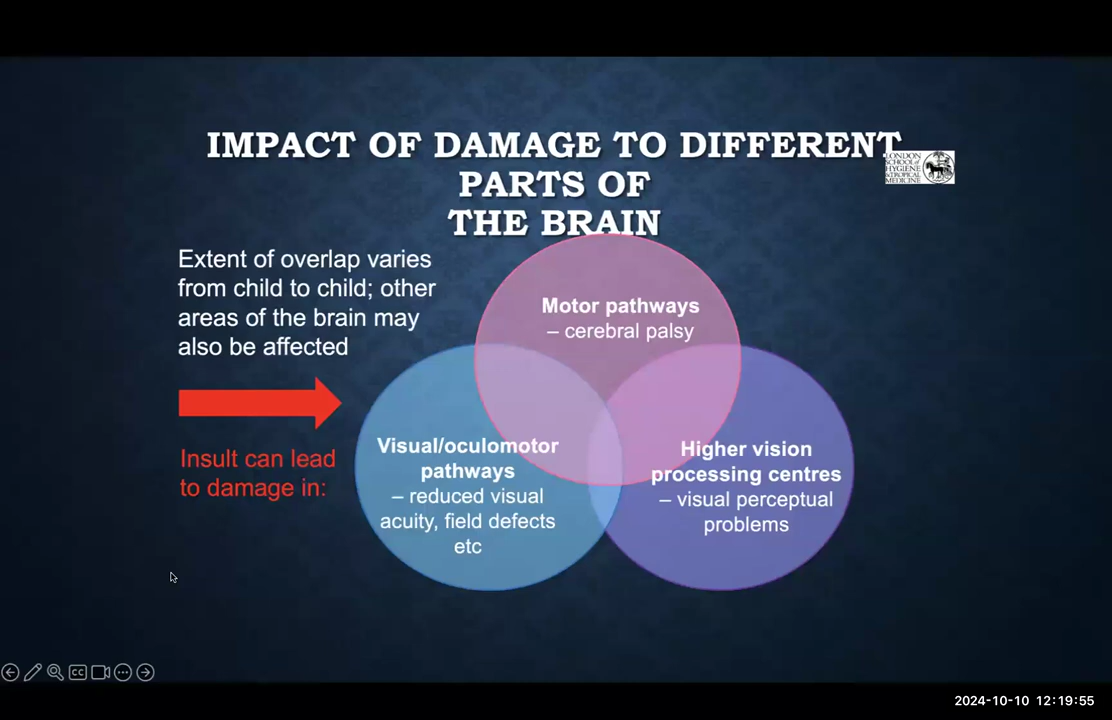 IMPACT OF DAMAGE TO DIFFERENT
PARTS OF
THE BRAIN
LONDON
SCHOOL of
HYGIENE
& TROPICAL
MEDICINE
Extent of overlap varies
from child to child; other
areas of the brain may
also be affected
Insult can lead
to damage in:
Motor pathways
– cerebral palsy
Visual/oculomotor
pathways
– reduced visual
acuity, field defects
etc
Higher vision
processing centres
– visual perceptual
problems
CC
2024-10-10 12:19:55